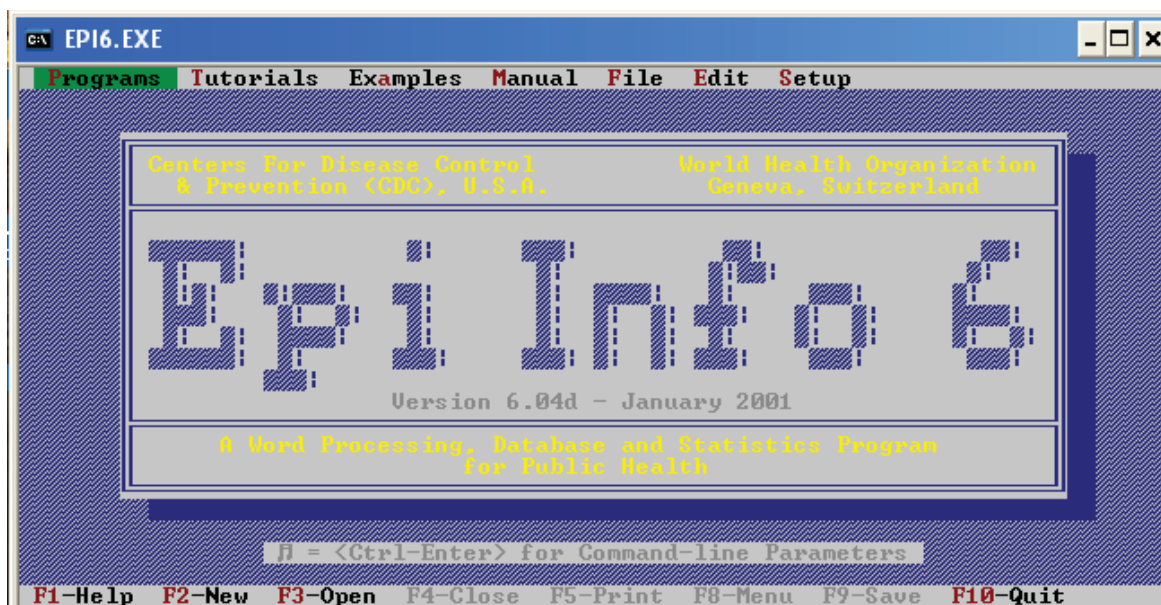 EPI6.EXE
Programs Tutorials Examples Manual File Edit Setup
Centers For Disease Control World Health Organization
& Prevention (CDC), U.S.A. Geneva, Switzerland
Epi Info 6
Version 6.04d - January 2001
A Word Processing, Database and Statistics Program
for Public Health
♫ = <Ctrl-Enter> for Command-line Parameters
F1-Help F2-New F3-Open F4-Close F5-Print F8-Menu F9-Save F10-Quit